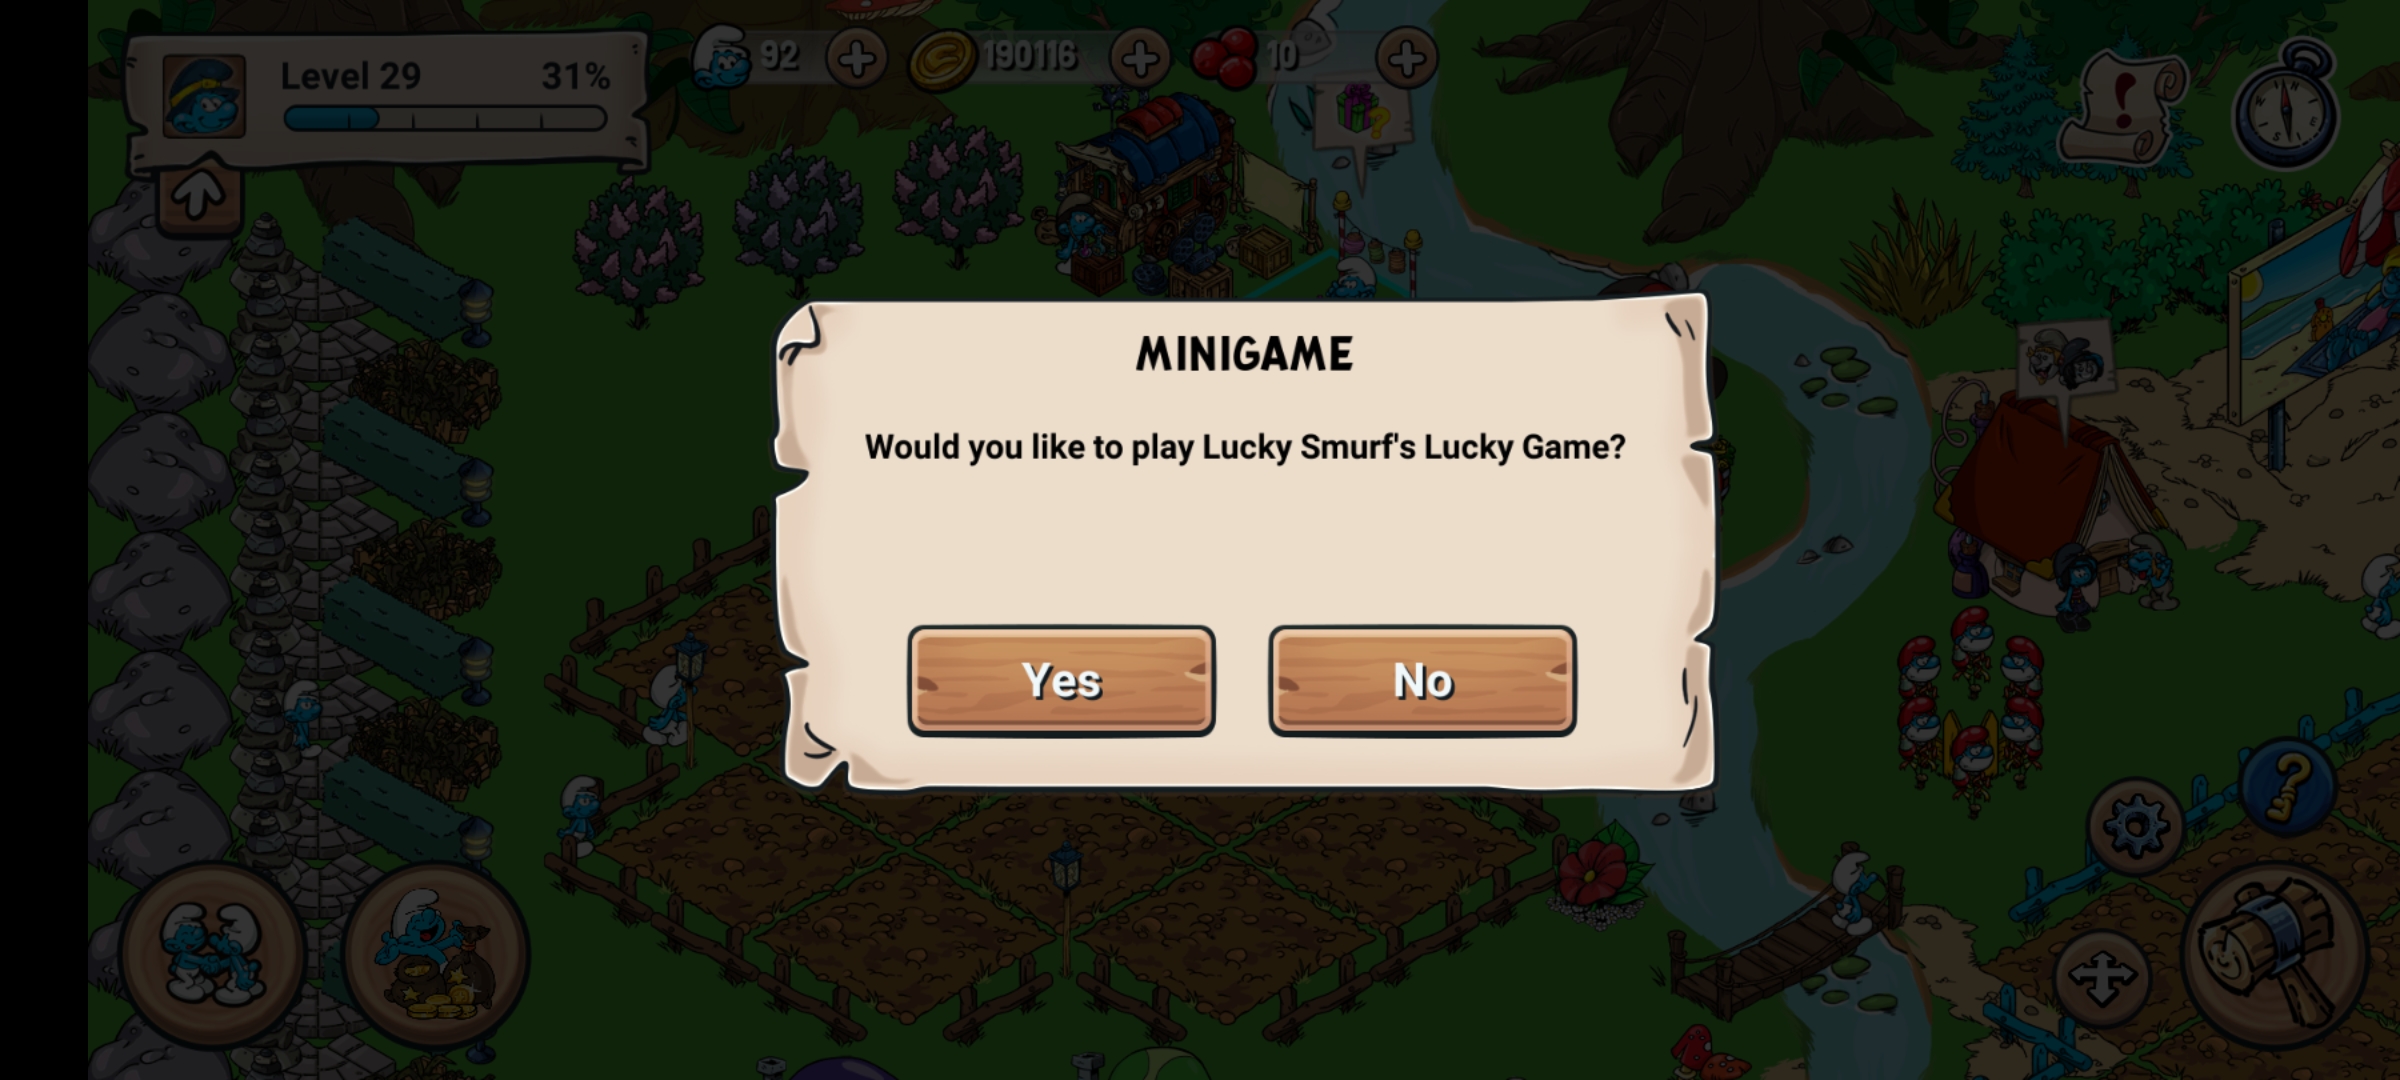 Level 29
31%
92
190116
10
MINIGAME
Would you like to play Lucky Smurf's Lucky Game?
Yes
No